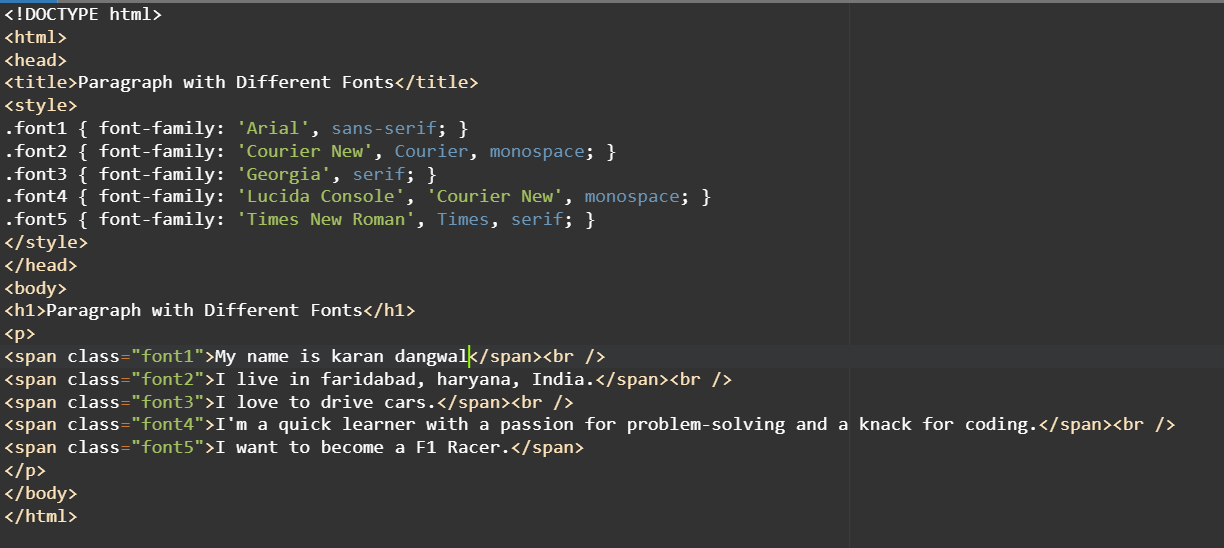 <!DOCTYPE html>
<html>
<head>
<title>Paragraph with Different Fonts</title>
<style>
.font1 { font-family: 'Arial', sans-serif; }
.font2 { font-family: 'Courier New', Courier, monospace; }
.font3 { font-family: 'Georgia', serif; }
.font4 { font-family: 'Lucida Console', 'Courier New', monospace; }
.font5 { font-family: 'Times New Roman', Times, serif; }
</style>
</head>
<body>
<h1>Paragraph with Different Fonts</h1>
<p>
<span class="font1">My name is karan dangwal</span><br />
<span class="font2">I live in faridabad, haryana, India.</span><br />
<span class="font3">I love to drive cars.</span><br />
<span class="font4">I'm a quick learner with a passion for problem-solving and a knack for coding.</span><br />
<span class="font5">I want to become a F1 Racer.</span>
</p>
</body>
</html>